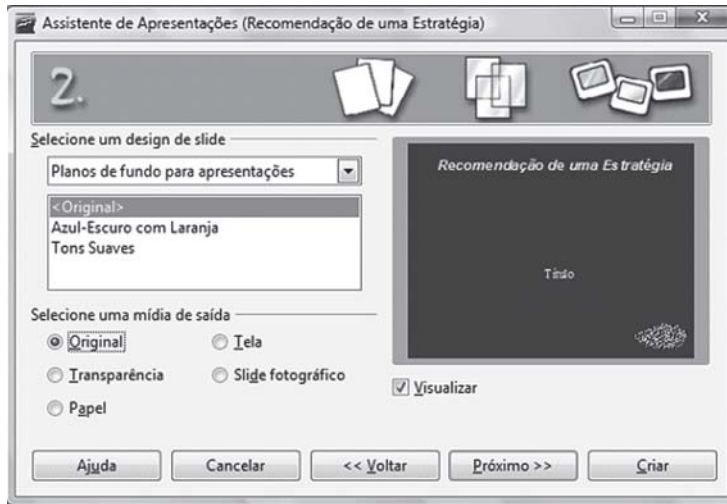 Assistente de Apresentações (Recomendação de uma Estratégia)
2.
Selecione um design de slide
Planos de fundo para apresentações
<Original>
Azul-Escuro com Laranja
Tons Suaves
Recomendação de uma Estratégia
Título
Selecione uma mídia de saída
Original
Tela
Transparência
Slide fotográfico
Papel
Visualizar
Ajuda
Cancelar
<< Voltar
Próximo >>
Criar